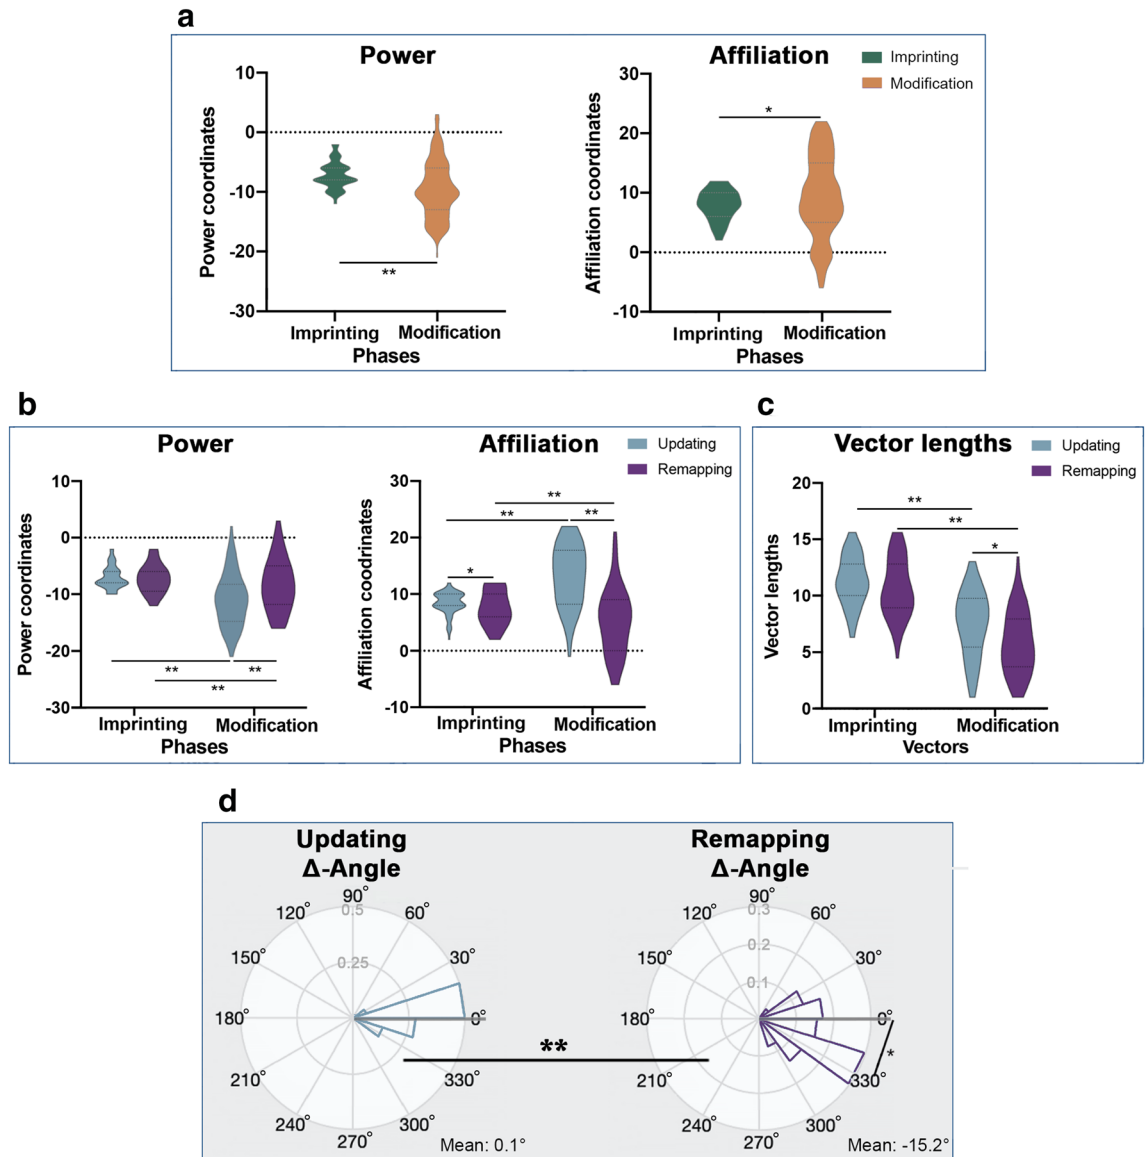 a
Power
Affiliation
Imprinting
Modification
Power coordinates
10
0
-10
-20
-30
**
Imprinting
Modification
Phases
Affiliation coordinates
30
20
10
0
-10
*
Imprinting
Modification
Phases
b
Power
Affiliation
Updating
Remapping
Power coordinates
10
0
-10
-20
-30
**
**
**
Imprinting
Modification
Phases
Affiliation coodrinates
30
20
10
0
-10
**
**
**
*
Imprinting
Modification
Phases
c
Vector lengths
Updating
Remapping
Vector lengths
20
15
10
5
0
**
**
*
Imprinting
Modification
Vectors
d
Updating
Δ-Angle
90°
0.5
120°
60°
150°
0.25
30°
180°
0°
210°
330°
240°
300°
270°
Mean: 0.1°
**
Remapping
Δ-Angle
90°
0.3
120°
60°
0.2
150°
30°
0.1
180°
0°
*
210°
330°
240°
300°
270°
Mean: -15.2°